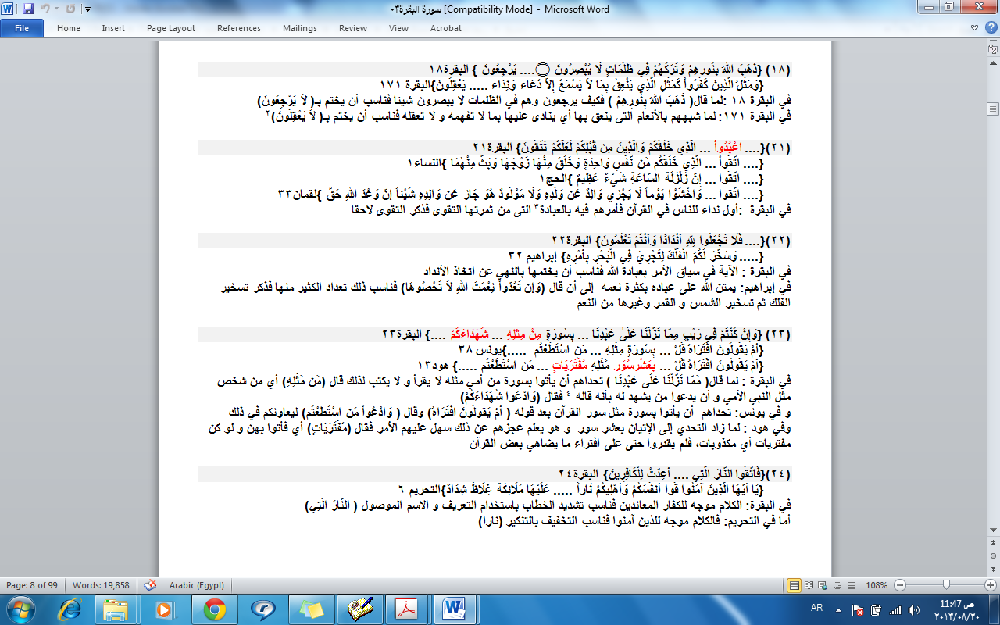 سورة البقرة٠٣ [Compatibility Mode] - Microsoft Word
File Home Insert Page Layout References Mailings Review View Acrobat
(١٨) {ذَهَبَ اللهُ بِنُورِهِمْ وَتَرَكَهُمْ فِي ظُلُمَاتٍ لَا يُبْصِرُونَ .... يَرْجِعُونَ } البقرة١٨
{وَمَثَلُ الَّذِينَ كَفَرُواْ كَمَثَلِ الَّذِي يَنْعِقُ بِمَا لاَ يَسْمَعُ إِلاَّ دُعَاء وَنِدَاء ..... يَعْقِلُونَ}البقرة ١٧١
في البقرة ١٨ :لما قال( ذَهَبَ اللهُ بِنُورِهِمْ ) فكيف يرجعون وهم في الظلمات لا يبصرون شيئا فناسب أن يختم بـ( لاَ يَرْجِعُونَ)
في البقرة ١٧١: لما شبههم بالأنعام التى ينعق بها أي ينادى عليها بما لا تفهمه و لا تعقله فناسب أن يختم بـ( لاَ يَعْقِلُونَ)٢
(٢١){.... اعْبُدُواْ ... الَّذِي خَلَقَكُمْ وَالَّذِينَ مِن قَبْلِكُمْ لَعَلَّكُمْ تَتَّقُونَ} البقرة٢١
{.... اتَّقُواْ ... الَّذِي خَلَقَكُم مِّن نَّفْسٍ وَاحِدَةٍ وَخَلَقَ مِنْهَا زَوْجَهَا وَبَثَّ مِنْهُمَا }النساء١
{.... اتَّقُوا ... إِنَّ زَلْزَلَةَ السَّاعَةِ شَيْءٌ عَظِيمٌ }الحج١
{.... اتَّقُوا ... وَاخْشَوْا يَوْماً لَا يَجْزِي وَالِدٌ عَن وَلَدِهِ وَلَا مَوْلُودٌ هُوَ جَازٍ عَن وَالِدِهِ شَيْئاً إِنَّ وَعْدَ اللهِ حَقٌّ }لقمان٣٣
في البقرة :أول نداء للناس في القرآن فأمرهم فيه بالعبادة٣ التى من ثمرتها التقوى فذكر التقوى لاحقا
(٢٢){.... فَلَا تَجْعَلُوا لِلهِ أَنْدَادًا وَأَنْتُمْ تَعْلَمُونَ} البقرة٢٢
{..... وَسَخَّرَ لَكُمُ الْفُلْكَ لِتَجْرِيَ فِي الْبَحْرِ بِأَمْرِهِ} إبراهيم ٣٢
في البقرة : الآية في سياق الأمر بعبادة الله فناسب أن يختمها بالنهي عن اتخاذ الأنداد
في إبراهيم: يمتن الله على عباده بكثرة نعمه إلى أن قال (وَإِن تَعُدُّواْ نِعْمَتَ اللهِ لاَ تُحْصُوهَا) فناسب ذلك تعداد الكثير منها فذكر تسخير
الفلك ثم تسخير الشمس و القمر وغيرها من النعم
(٢٣) {وَإِنْ كُنْتُمْ فِي رَيْبٍ مِمَّا نَزَّلْنَا عَلَىٰ عَبْدِنَا ... بِسُورَةٍ مِنْ مِثْلِهِ ... شُهَدَاءَكُمْ ....} البقرة٢٣
{أَمْ يَقُولُونَ افْتَرَاهُ قُلْ ... بِسُورَةٍ مِثْلِهِ ... مَنِ اسْتَطَعْتُم .....}يونس ٣٨
{أَمْ يَقُولُونَ افْتَرَاهُ قُلْ ... بِعَشْرِسُوَرٍ مِثْلِهِ مُفْتَرَيَاتٍ ... مَنِ اسْتَطَعْتُم .....} هود١٣
في البقرة : لما قال( مِّمَّا نَزَّلْنَا عَلَى عَبْدِنَا ) تحداهم أن يأتوا بسورة من أمي مثله لا يقرأ و لا يكتب لذلك قال (مِّن مِّثْلِهِ) أي من شخص
مثل النبي الأمي و أن يدعوا من يشهد له بأنه قاله ٤ فقال (وَادْعُوا شُهَدَاءَكُمْ)
و في يونس: تحداهم أن يأتوا بسورة مثل سور القرآن بعد قوله ( أَمْ يَقُولُونَ افْتَرَاهُ) وقال ( وَادْعُواْ مَنِ اسْتَطَعْتُم) ليعاونكم في ذلك
وفي هود : لما زاد التحدي إلى الإتيان بعشر سور و هو يعلم عجزهم عن ذلك سهل عليهم الأمر فقال (مُفْتَرَيَاتٍ) أي فأتوا بهن و لو كن
مفتريات أي مكذوبات، فلم يقدروا حتى على افتراء ما يضاهي بعض القرآن
(٢٤){فَاتَّقُوا النَّارَ الَّتِي .... أُعِدَّتْ لِلْكَافِرِينَ} البقرة٢٤
{يَا أَيُّهَا الَّذِينَ آمَنُوا قُوا أَنفُسَكُمْ وَأَهْلِيكُمْ نَاراً ..... عَلَيْهَا مَلَائِكَةٌ غِلَاظٌ شِدَادٌ}التحريم ٦
في البقرة: الكلام موجه للكفار المعاندين فناسب تشديد الخطاب باستخدام التعريف و الاسم الموصول ( النَّارَ الَّتِي)
أما في التحريم: فالكلام موجه للذين آمنوا فناسب التخفيف بالتنكير (نارا)
Page: 8 of 99 Words: 19,858 Arabic (Egypt) 108%
AR ص 11:47
٢٠١٣/٠٨/٣٠